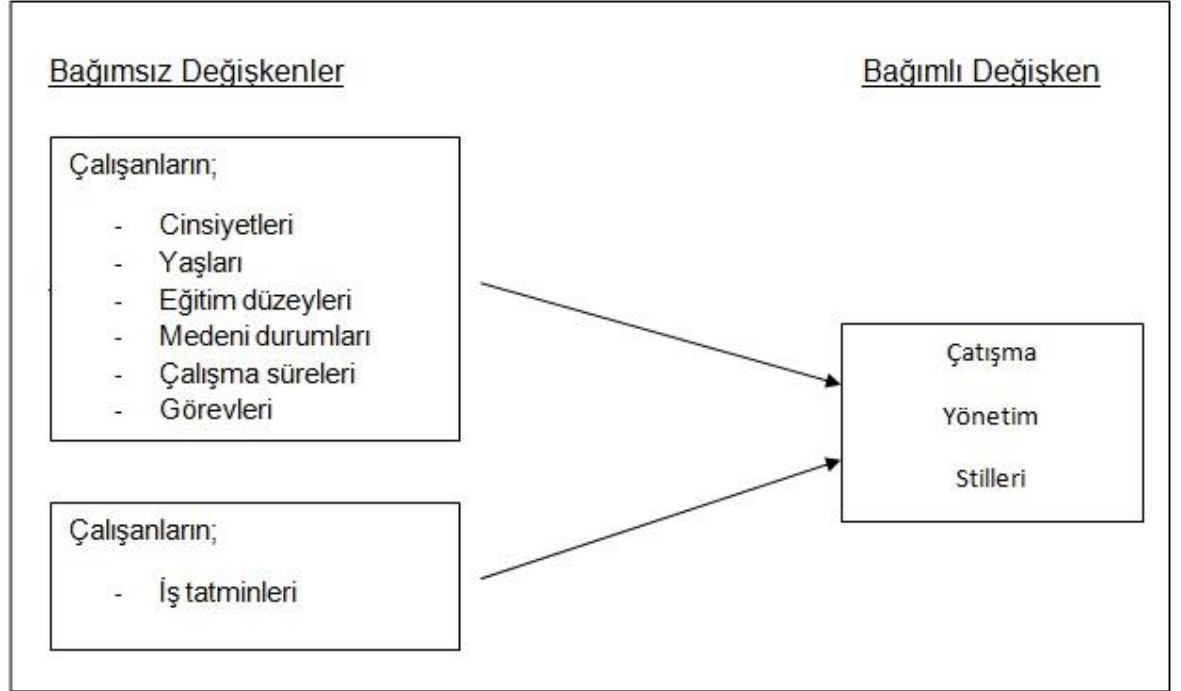 Bağımsız Değişkenler
Bağımlı Değişken
Çalışanların;
- Cinsiyetleri
- Yaşları
- Eğitim düzeyleri
- Medeni durumları
- Çalışma süreleri
- Görevleri
Çatışma
Yönetim
Stilleri
Çalışanların;
- İş tatminleri